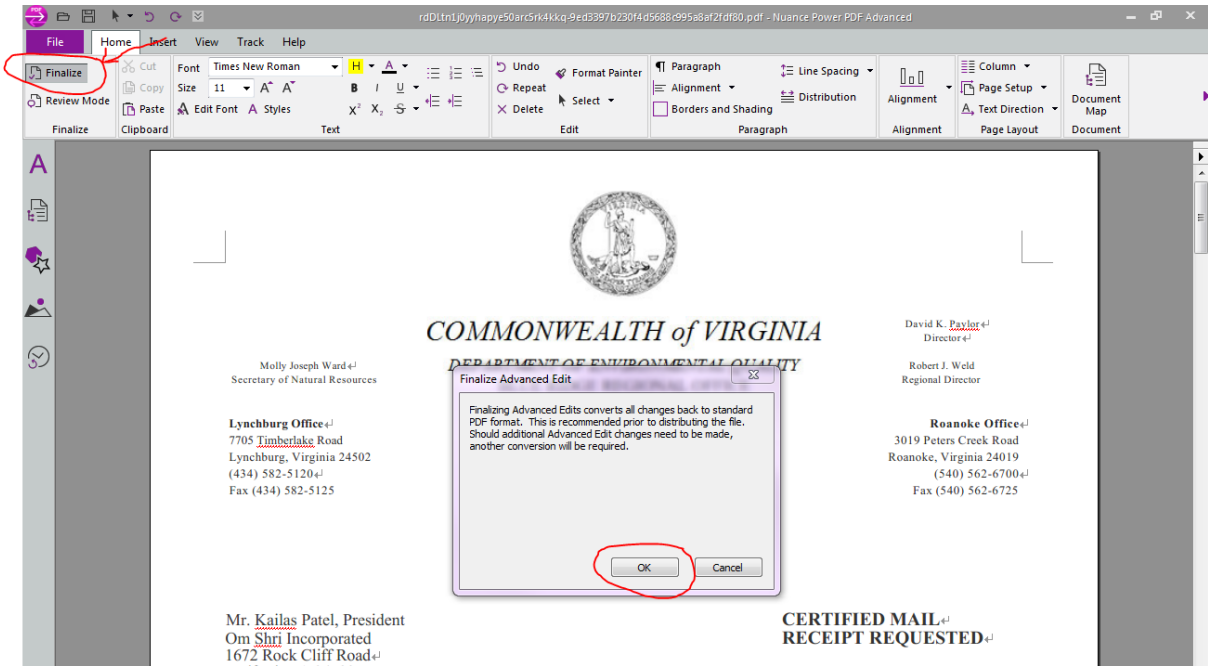 rdDLtn1j0yyhapye50arc5rk4kkq-9ed3397b230f4d5688c995a8af2fdf80.pdf - Nuance Power PDF Advanced
File Home Insert View Track Help
Finalize
Review Mode
Finalize
Cut
Copy
Paste
Clipboard
Font Times New Roman
Size 11
Edit Font A Styles
H A
B I U
X² X₂ S
Text
Undo
Repeat
Delete
Format Painter
Select
Edit
Paragraph
Alignment
Borders and Shading
Line Spacing
Distribution
Paragraph
Alignment
Alignment
Column
Page Setup
Text Direction
Page Layout
Document
Map
Document
COMMONWEALTH of VIRGINIA
DEPARTMENT OF ENVIRONMENTAL QUALITY
David K. Paylor
Director
Molly Joseph Ward
Secretary of Natural Resources
Robert J. Weld
Regional Director
Lynchburg Office
7705 Timberlake Road
Lynchburg, Virginia 24502
(434) 582-5120
Fax (434) 582-5125
Roanoke Office
3019 Peters Creek Road
Roanoke, Virginia 24019
(540) 562-6700
Fax (540) 562-6725
Finalize Advanced Edit
Finalizing Advanced Edits converts all changes back to standard
PDF format. This is recommended prior to distributing the file.
Should additional Advanced Edit changes need to be made,
another conversion will be required.
OK Cancel
Mr. Kailas Patel, President
Om Shri Incorporated
1672 Rock Cliff Road
CERTIFIED MAIL
RECEIPT REQUESTED